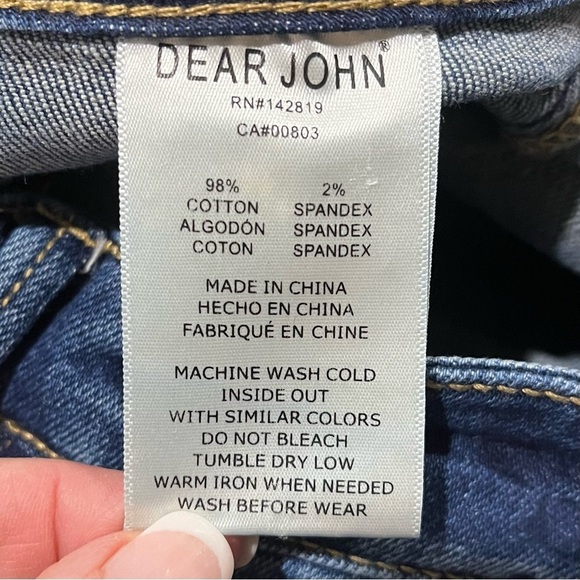 DEAR JOHN®
RN#142819
CA#00803
98% 2%
COTTON SPANDEX
ALGODÓN SPANDEX
COTON SPANDEX
MADE IN CHINA
HECHO EN CHINA
FABRIQUÉ EN CHINE
MACHINE WASH COLD
INSIDE OUT
WITH SIMILAR COLORS
DO NOT BLEACH
TUMBLE DRY LOW
WARM IRON WHEN NEEDED
WASH BEFORE WEAR